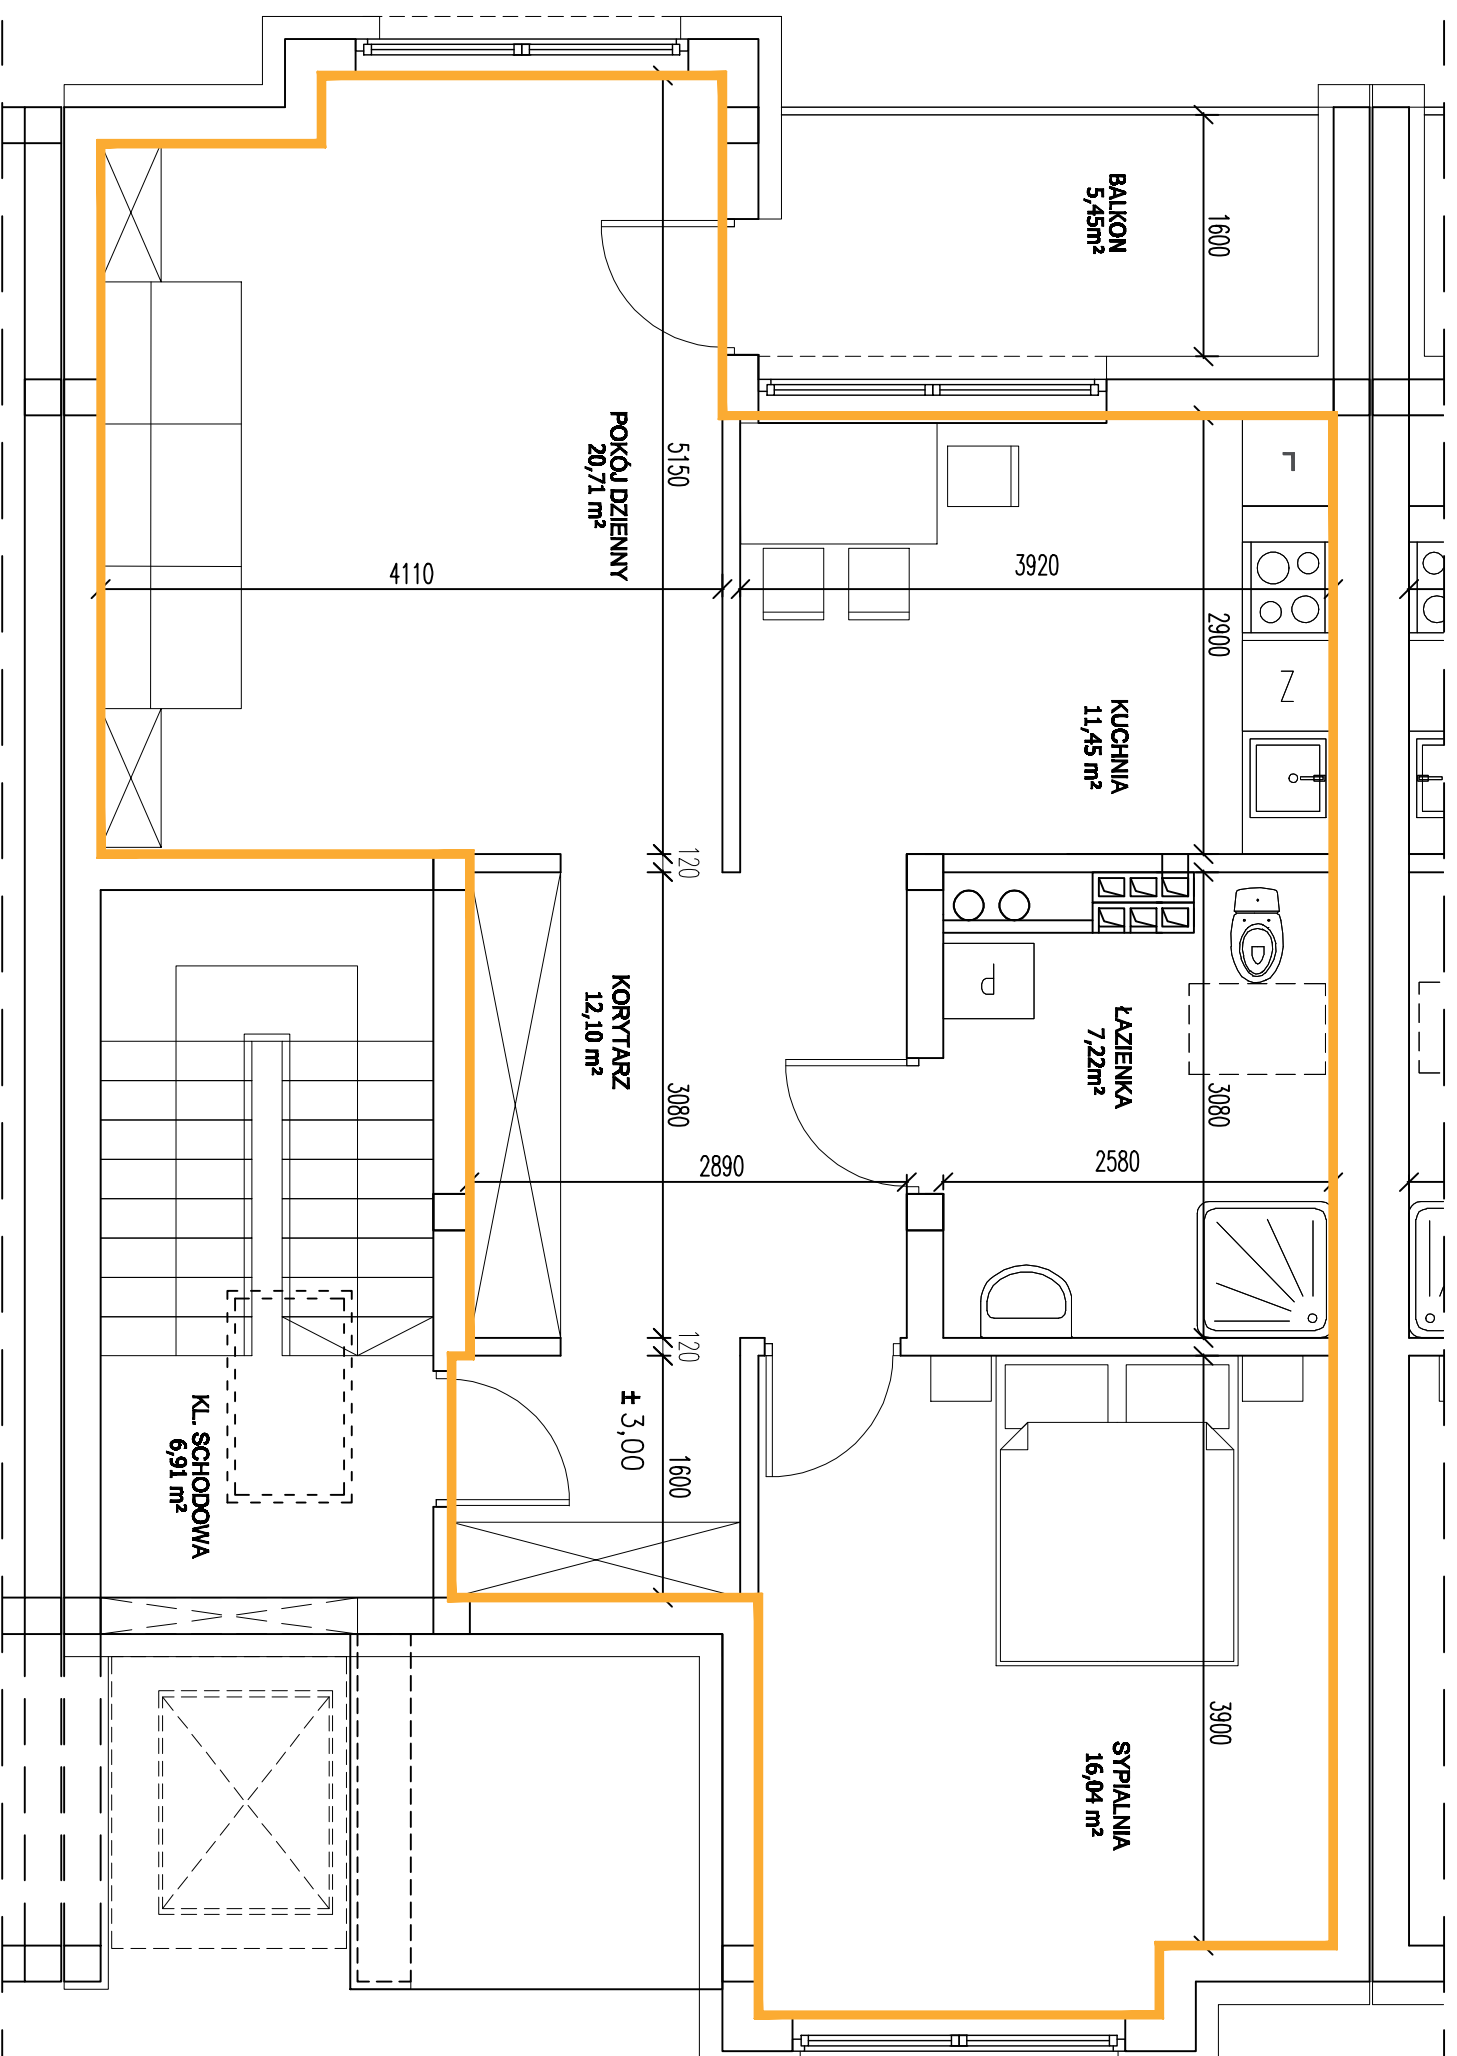 BALKON
5,45m²
1600
POKÓJ DZIENNY
20,71 m²
5150
4110
3920
2900
L
Z
KUCHNIA
11,45 m²
120
KORYTARZ
12,10 m²
3080
P
ŁAZIENKA
7,22m²
3080
2890
2580
120
± 3,00
1600
KL. SCHODOWA
6,91 m²
3900
SYPIALNIA
16,04 m²